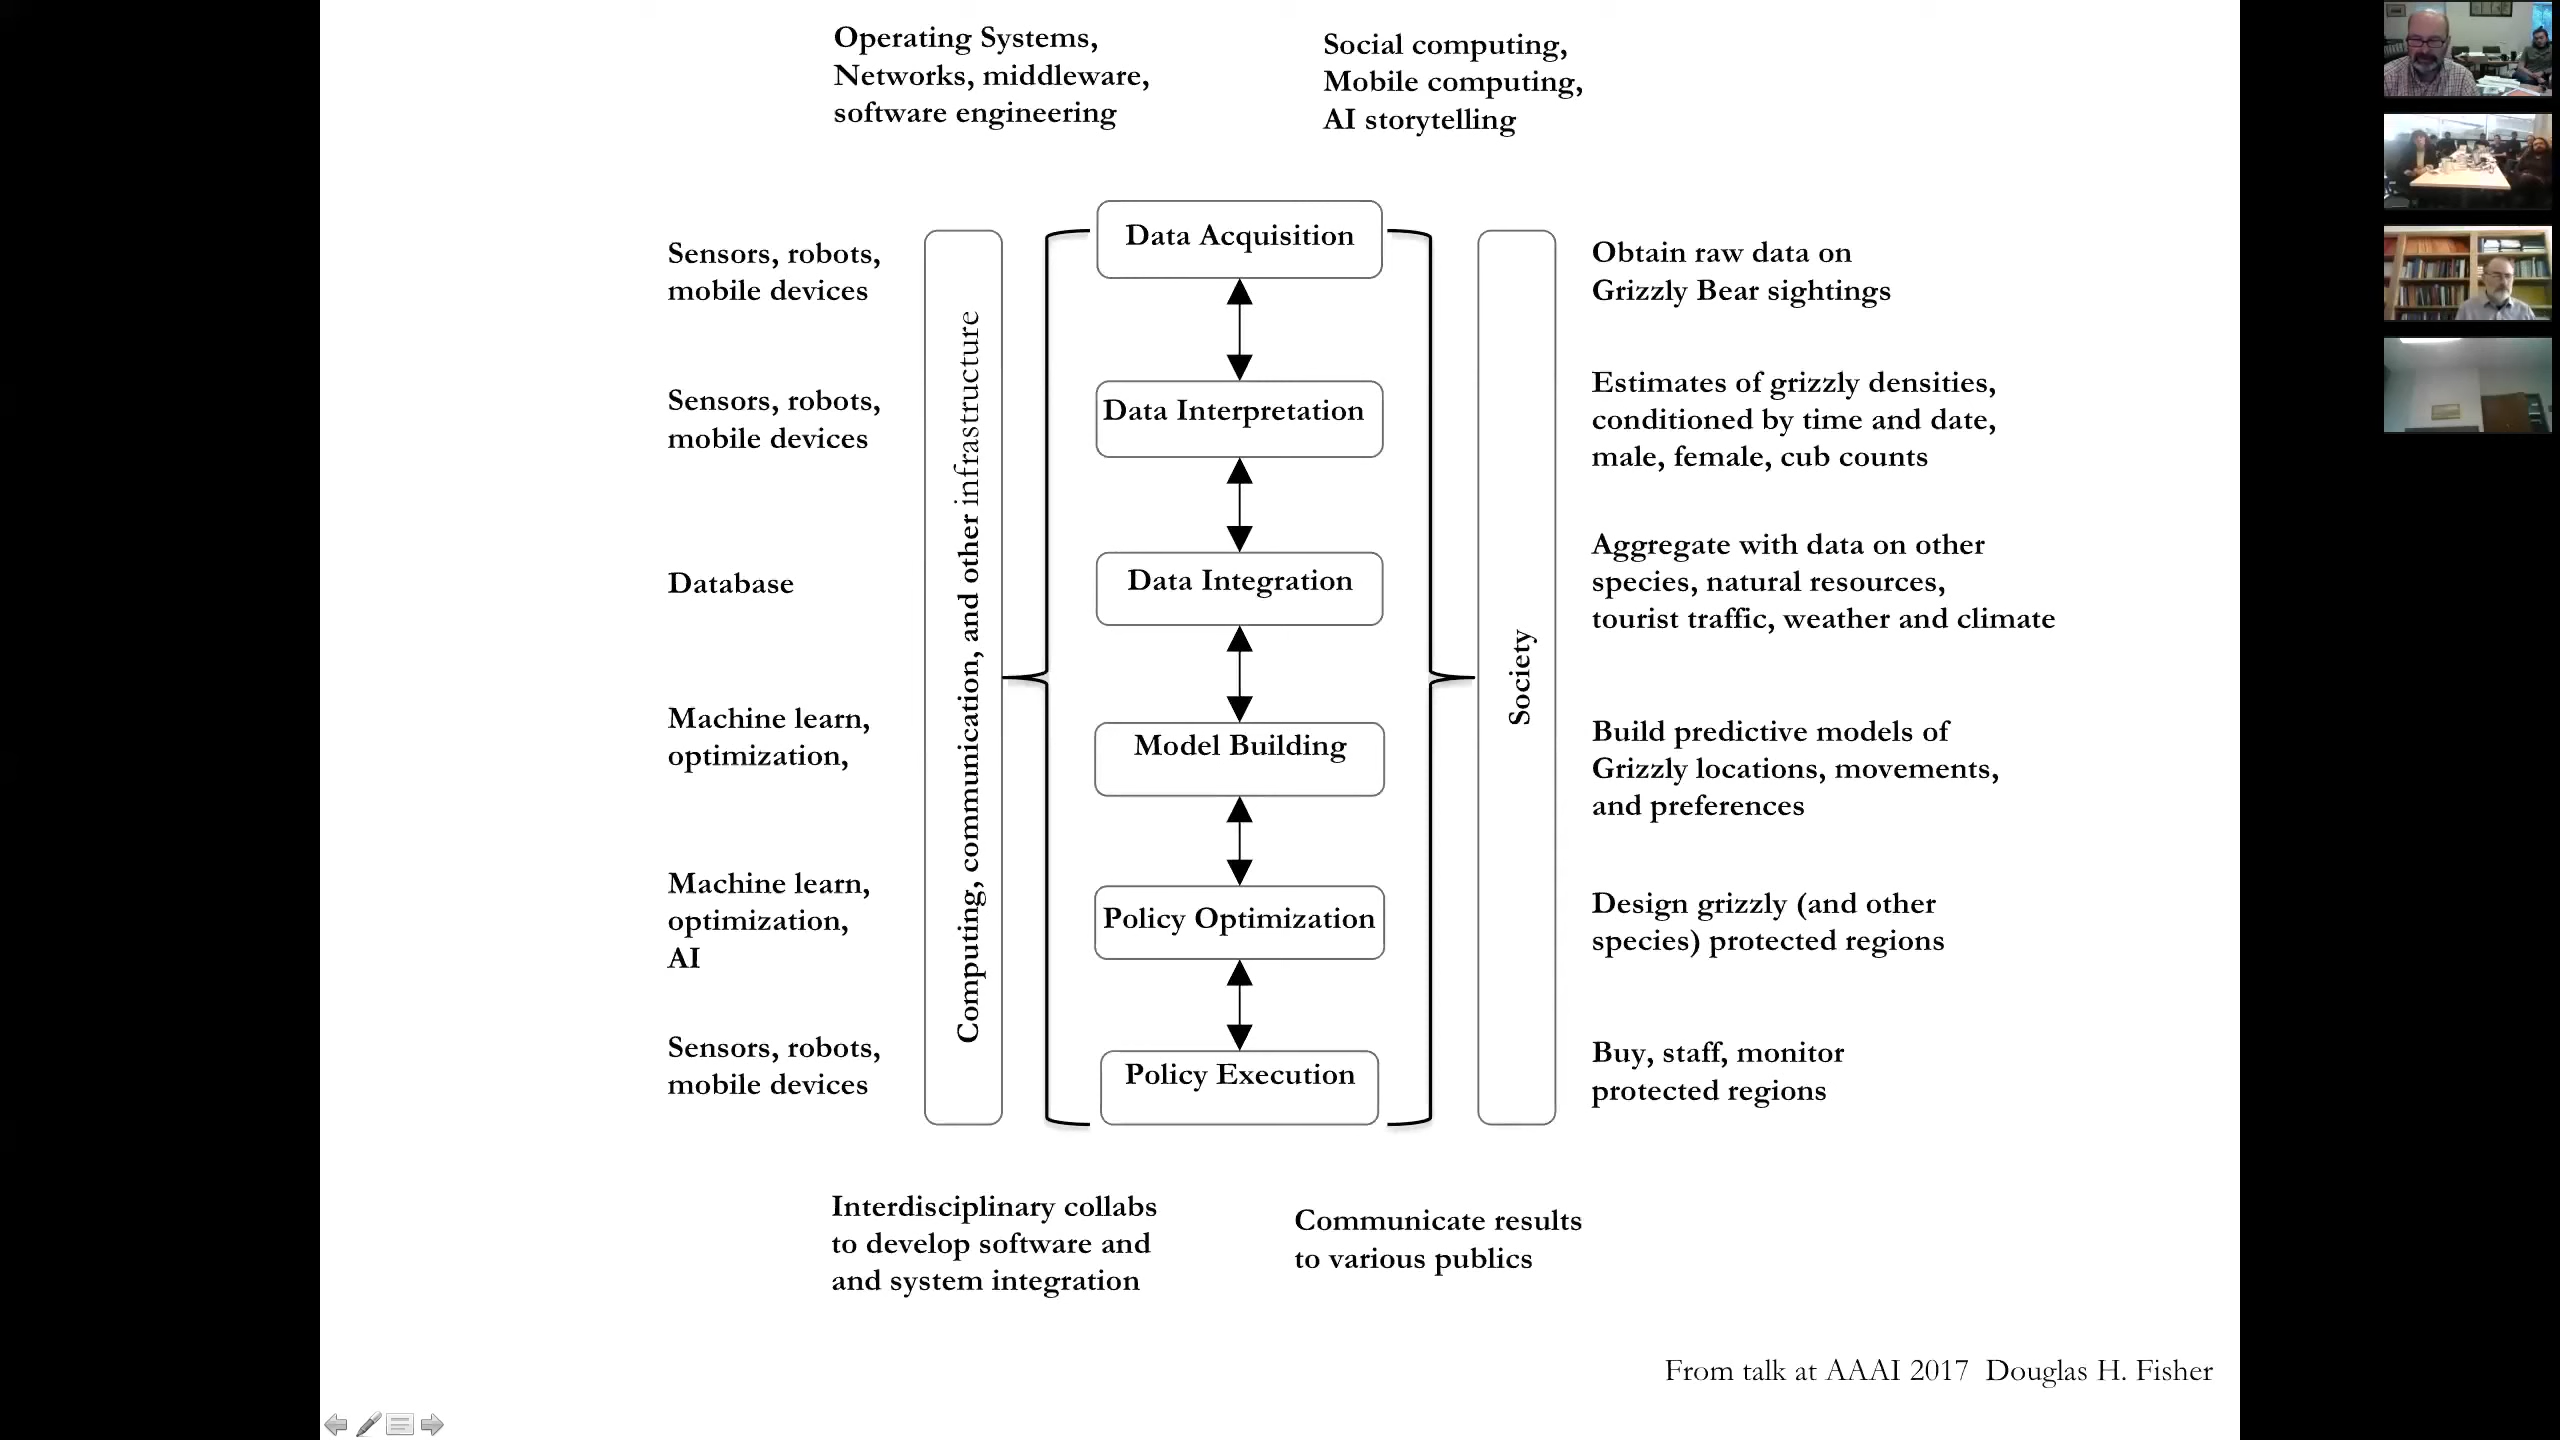 Operating Systems,
Networks, middleware,
software engineering
Social computing,
Mobile computing,
AI storytelling
Sensors, robots,
mobile devices
Sensors, robots,
mobile devices
Database
Machine learn,
optimization,
Machine learn,
optimization,
AI
Sensors, robots,
mobile devices
Computing, communication, and other infrastructure
Data Acquisition
Data Interpretation
Data Integration
Model Building
Policy Optimization
Policy Execution
Society
Obtain raw data on
Grizzly Bear sightings
Estimates of grizzly densities,
conditioned by time and date,
male, female, cub counts
Aggregate with data on other
species, natural resources,
tourist traffic, weather and climate
Build predictive models of
Grizzly locations, movements,
and preferences
Design grizzly (and other
species) protected regions
Buy, staff, monitor
protected regions
Interdisciplinary collabs
to develop software and
and system integration
Communicate results
to various publics
From talk at AAAI 2017 Douglas H. Fisher